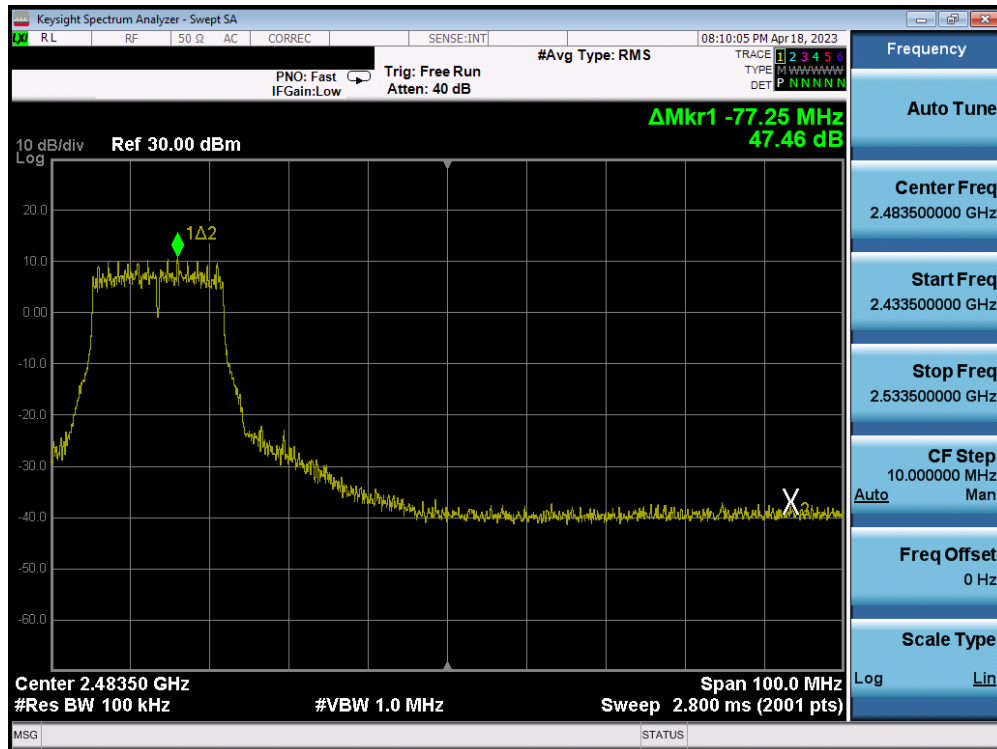 Keysight Spectrum Analyzer - Swept SA
LXI RL RF 50 Ω AC CORREC SENSE:INT 08:10:05 PM Apr 18, 2023
PNO: Fast
IFGain:Low
Trig: Free Run
Atten: 40 dB
#Avg Type: RMS
TRACE 1 2 3 4 5 6
TYPE M WWWWW
DET P N N N N N
ΔMkr1 -77.25 MHz
47.46 dB
10 dB/div
Log
Ref 30.00 dBm
20.0
10.0
0.00
-10.0
-20.0
-30.0
-40.0
-50.0
-60.0
1Δ2
X2
Center 2.48350 GHz
#Res BW 100 kHz
#VBW 1.0 MHz
Span 100.0 MHz
Sweep 2.800 ms (2001 pts)
MSG
STATUS
Frequency
Auto Tune
Center Freq
2.483500000 GHz
Start Freq
2.433500000 GHz
Stop Freq
2.533500000 GHz
CF Step
10.000000 MHz
Auto Man
Freq Offset
0 Hz
Scale Type
Log Lin